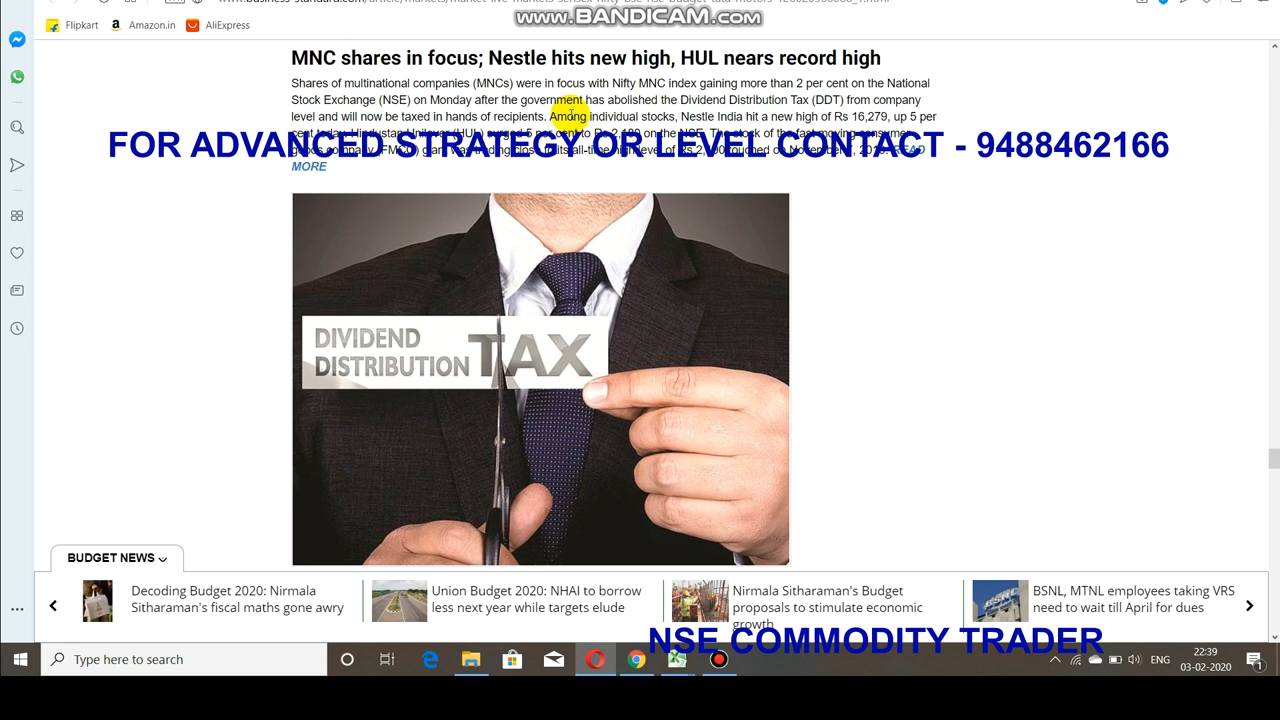 www.BANDICAM.com
Flipkart Amazon.in AliExpress
MNC shares in focus; Nestle hits new high, HUL nears record high
Shares of multinational companies (MNCs) were in focus with Nifty MNC index gaining more than 2 per cent on the National
Stock Exchange (NSE) on Monday after the government has abolished the Dividend Distribution Tax (DDT) from company
level and will now be taxed in hands of recipients. Among individual stocks, Nestle India hit a new high of Rs 16,279, up 5 per
FOR ADVANCED STRATEGY OR LEVEL CONTACT - 9488462166
MORE
DIVIDEND
DISTRIBUTION TAX
BUDGET NEWS
Decoding Budget 2020: Nirmala
Sitharaman's fiscal maths gone awry
Union Budget 2020: NHAI to borrow
less next year while targets elude
Nirmala Sitharaman's Budget
proposals to stimulate economic
growth
BSNL, MTNL employees taking VRS
need to wait till April for dues
NSE COMMODITY TRADER
Type here to search
ENG
22:39
03-02-2020